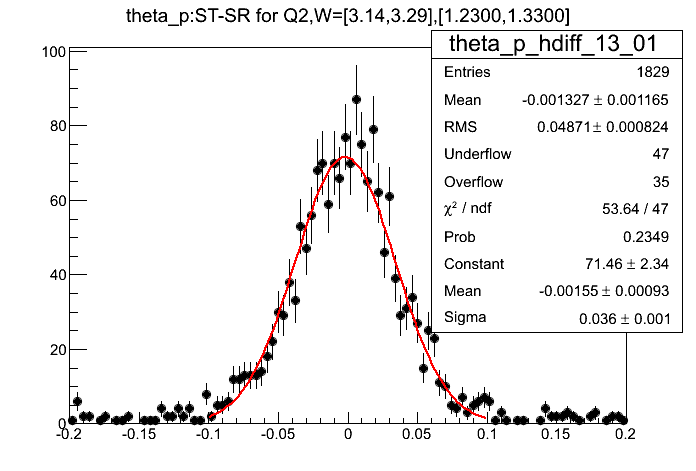 theta_p:ST-SR for Q2,W=[3.14,3.29],[1.2300,1.3300]
theta_p_hdiff_13_01
Entries 1829
Mean -0.001327 ± 0.001165
RMS 0.04871± 0.000824
Underflow 47
Overflow 35
χ² / ndf 53.64 / 47
Prob 0.2349
Constant 71.46 ± 2.34
Mean -0.00155 ± 0.00093
Sigma 0.036 ± 0.001
100
80
60
40
20
0
-0.2 -0.15 -0.1 -0.05 0 0.05 0.1 0.15 0.2